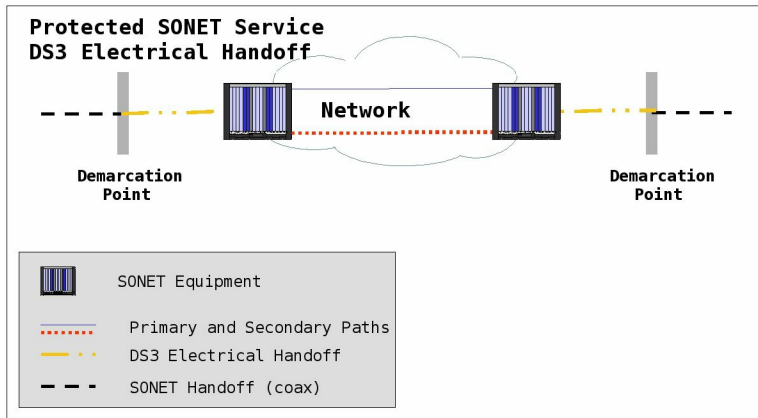 Protected SONET Service
DS3 Electrical Handoff
Network
Demarcation
Point
Demarcation
Point
SONET Equipment
Primary and Secondary Paths
DS3 Electrical Handoff
SONET Handoff (coax)